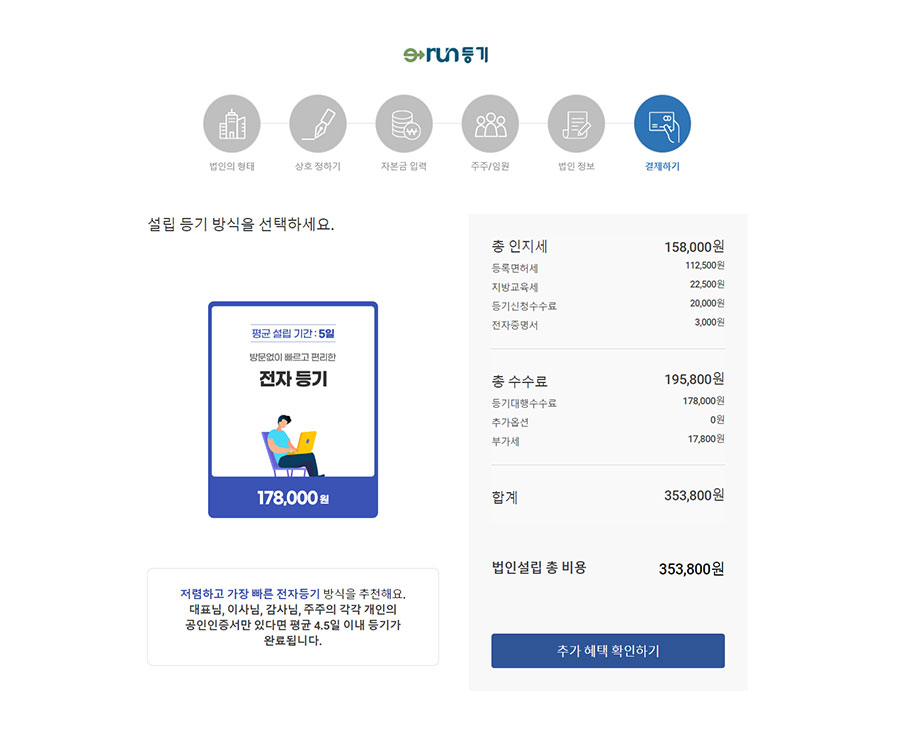 e→run등기
법인의 형태
상호 정하기
자본금 입력
주주/임원
법인 정보
결제하기
설립 등기 방식을 선택하세요.
평균 설립 기간 : 5일
방문없이 빠르고 편리한
전자 등기
178,000 원
저렴하고 가장 빠른 전자등기 방식을 추천해요.
대표님, 이사님, 감사님, 주주의 각각 개인의
공인인증서만 있다면 평균 4.5일 이내 등기가
완료됩니다.
총 인지세 158,000원
등록면허세 112,500원
지방교육세 22,500원
등기신청수수료 20,000원
전자증명서 3,000원
총 수수료 195,800원
등기대행수수료 178,000원
추가옵션 0원
부가세 17,800원
합계 353,800원
법인설립 총 비용 353,800원
추가 혜택 확인하기